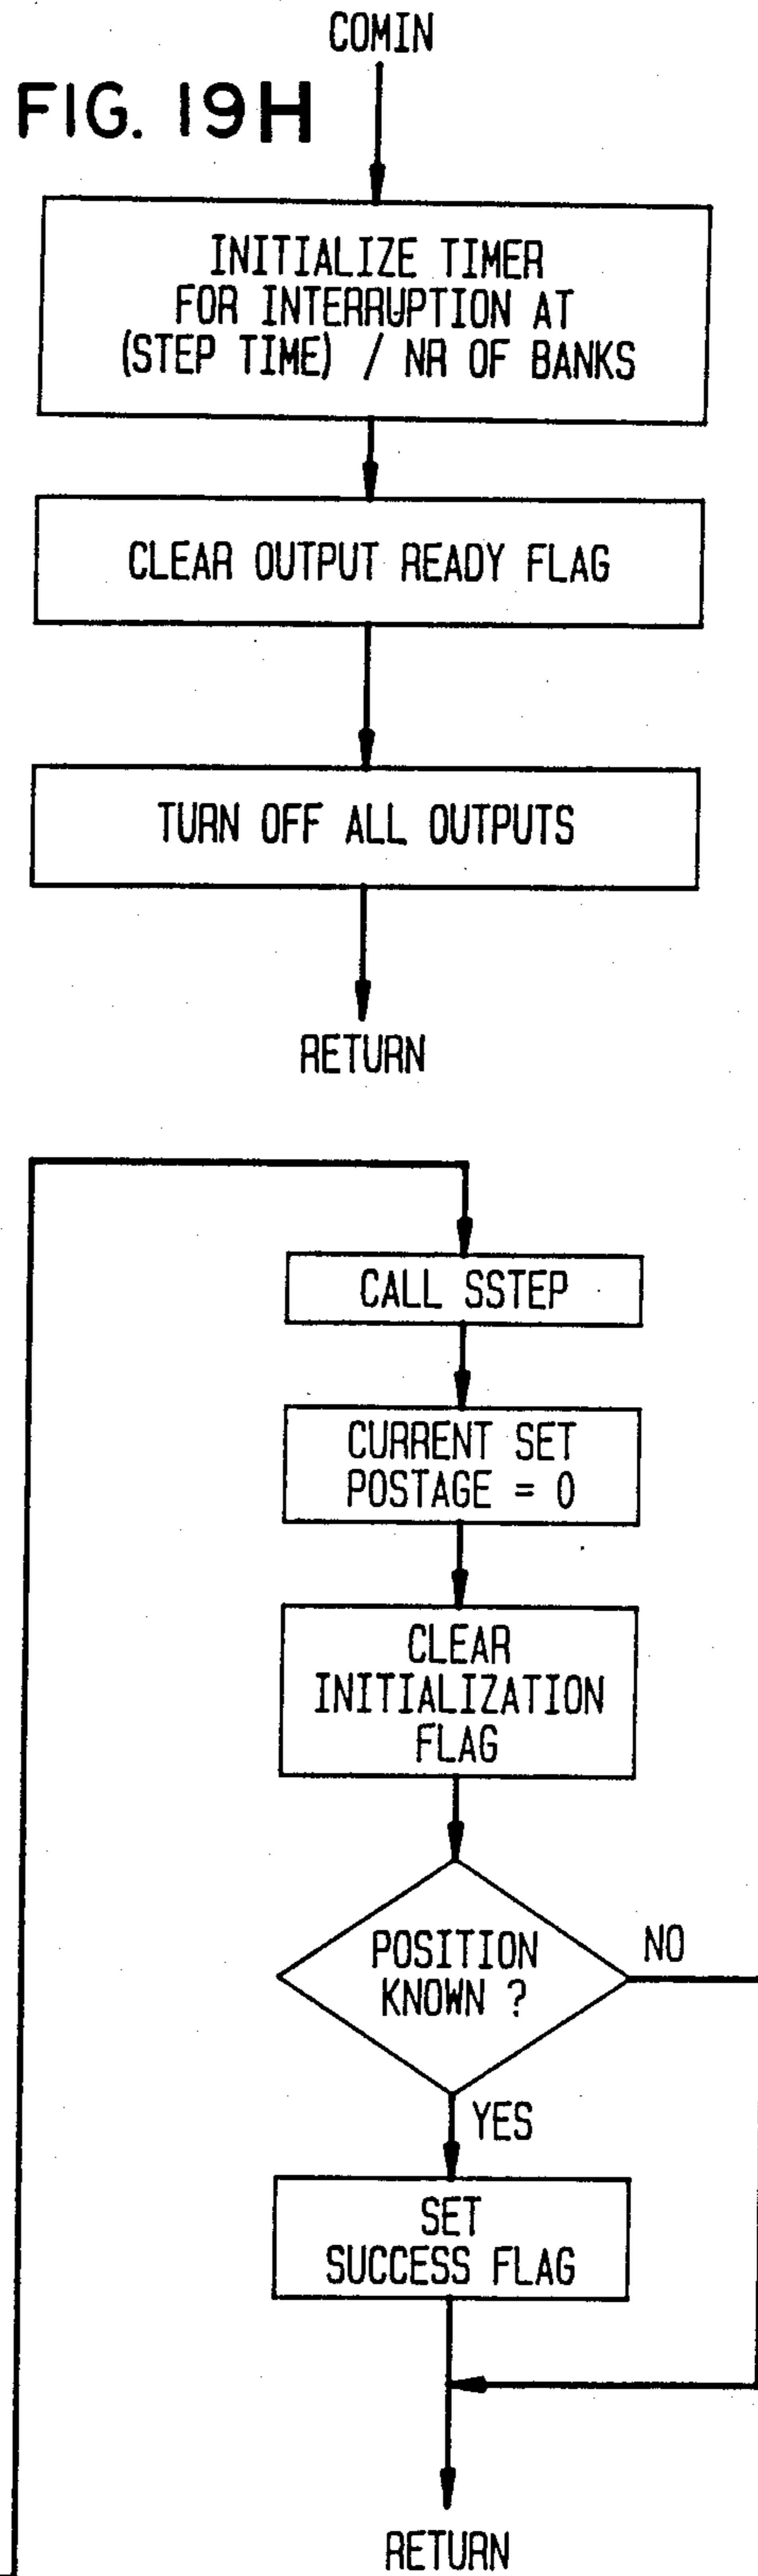 COMIN
FIG. 19H
INITIALIZE TIMER
FOR INTERRUPTION AT
(STEP TIME) / NR OF BANKS
CLEAR OUTPUT READY FLAG
TURN OFF ALL OUTPUTS
RETURN
CALL SSTEP
CURRENT SET
POSTAGE = 0
CLEAR
INITIALIZATION
FLAG
POSITION
KNOWN ?
NO
YES
SET
SUCCESS FLAG
RETURN